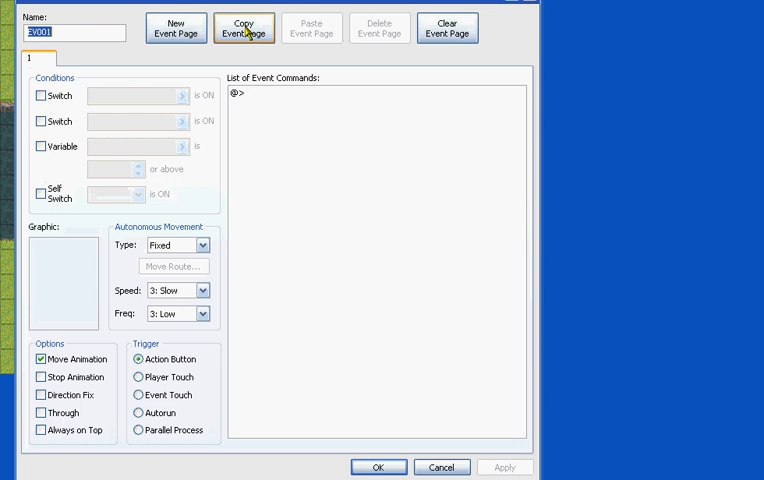 Name:
EV001
New
Event Page
Copy
Event Page
Paste
Event Page
Delete
Event Page
Clear
Event Page
1
Conditions
Switch
is ON
Switch
is ON
Variable
is
or above
Self
Switch
is ON
Graphic:
Autonomous Movement
Type:
Fixed
Move Route...
Speed:
3: Slow
Freq:
3: Low
Options
Move Animation
Stop Animation
Direction Fix
Through
Always on Top
Trigger
Action Button
Player Touch
Event Touch
Autorun
Parallel Process
List of Event Commands:
@>
OK
Cancel
Apply